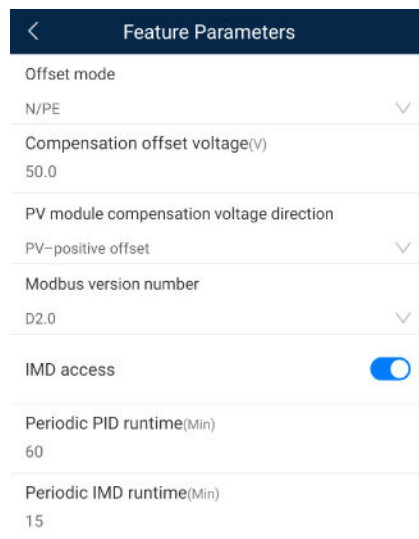 Feature Parameters
Offset mode
N/PE
Compensation offset voltage(V)
50.0
PV module compensation voltage direction
PV-positive offset
Modbus version number
D2.0
IMD access
Periodic PID runtime(Min)
60
Periodic IMD runtime(Min)
15